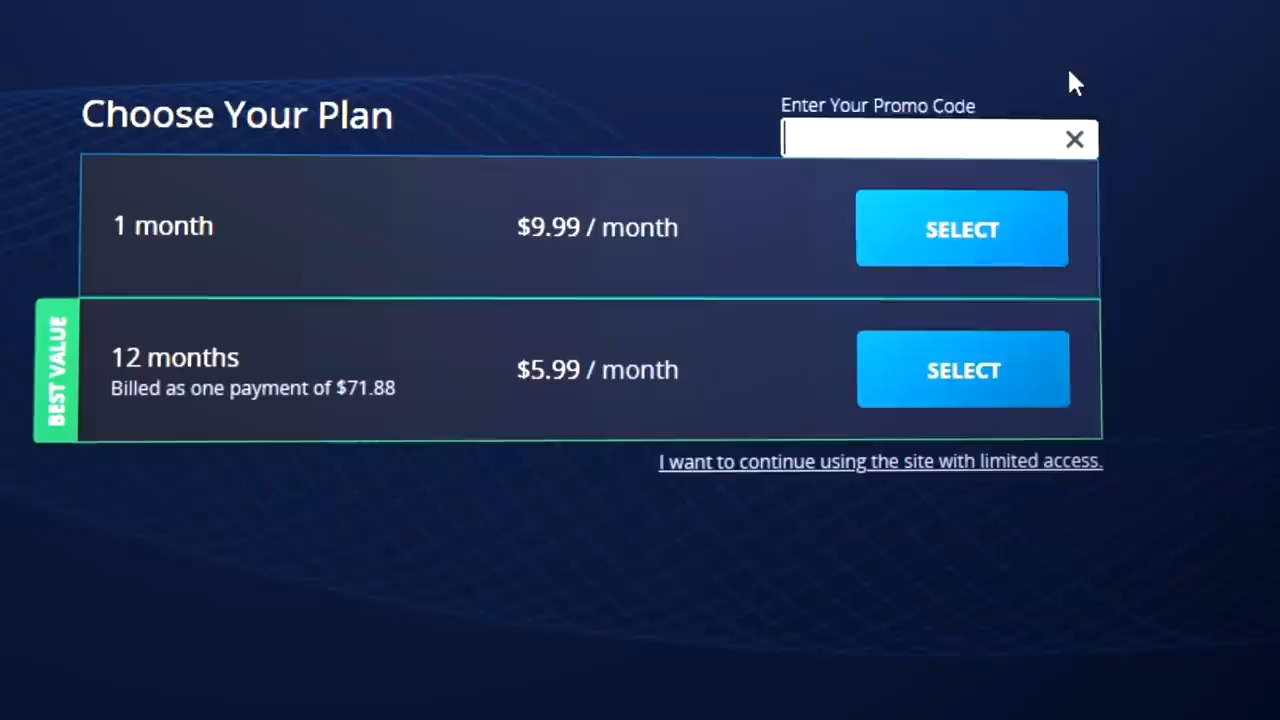 Choose Your Plan
Enter Your Promo Code
1 month
$9.99 / month
SELECT
BEST VALUE
12 months
Billed as one payment of $71.88
$5.99 / month
SELECT
I want to continue using the site with limited access.